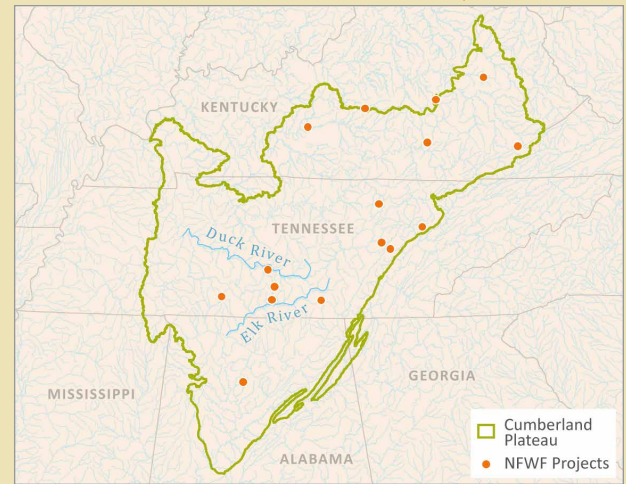 KENTUCKY
TENNESSEE
Duck River
Elk River
MISSISSIPPI
GEORGIA
ALABAMA
Cumberland
Plateau
NFWF Projects